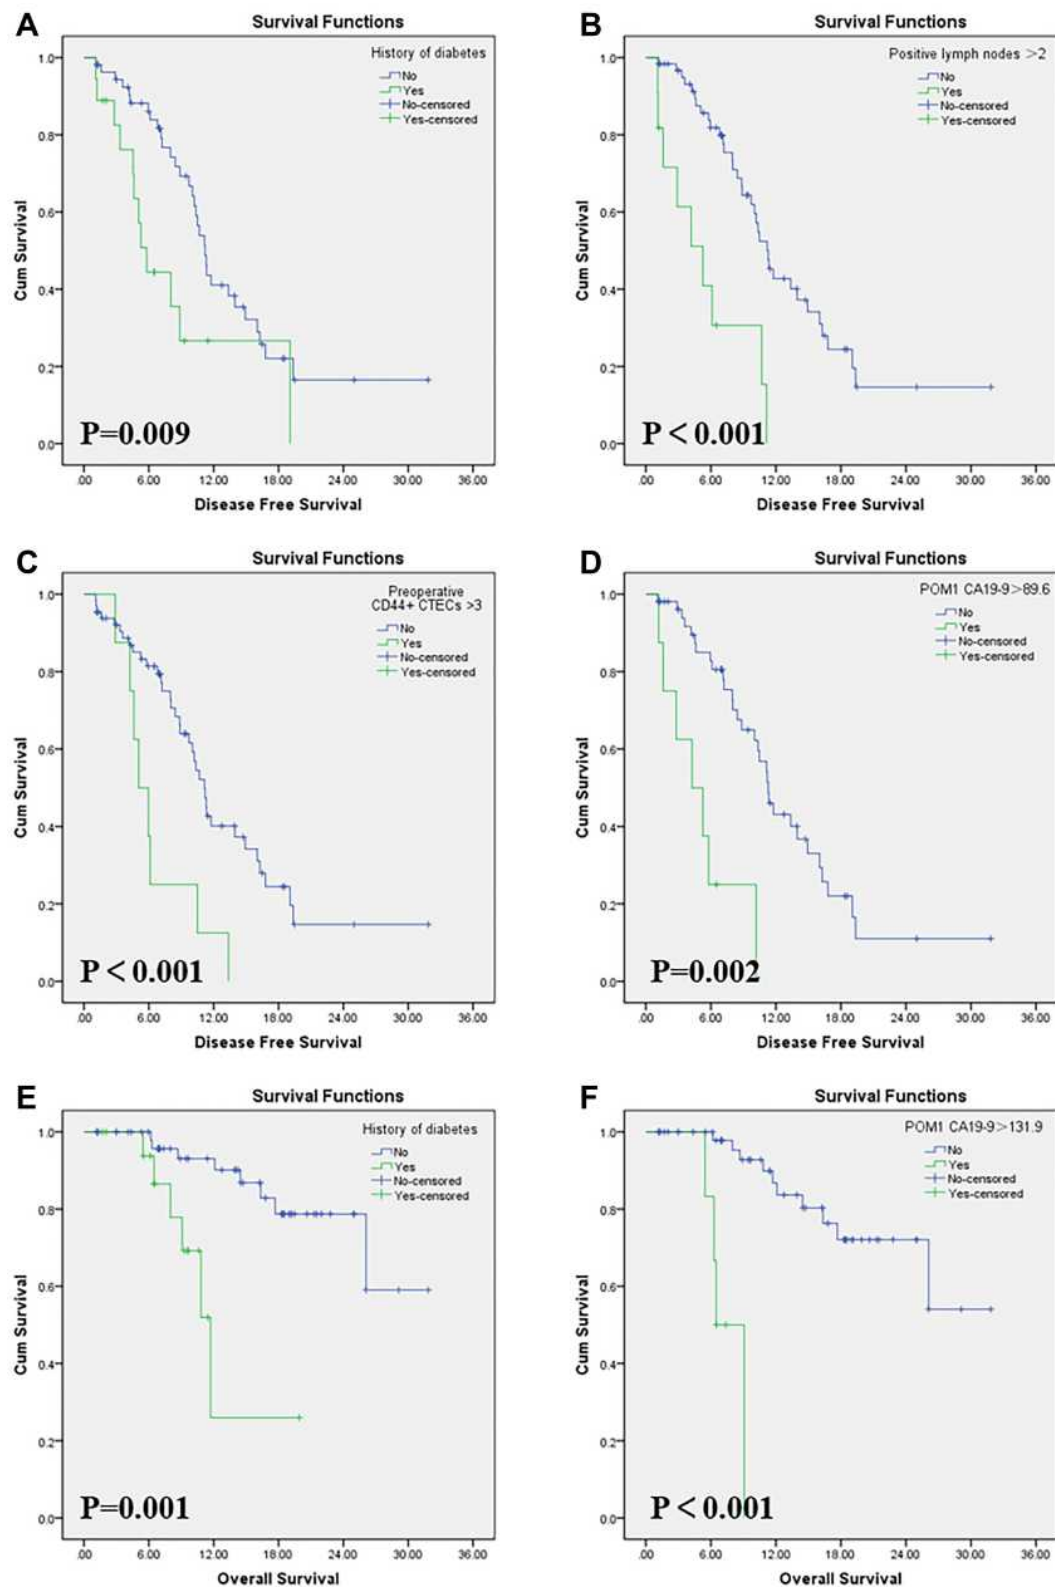 A
Survival Functions
History of diabetes
No
Yes
No-censored
Yes-censored
Cum Survival
1.0
0.8
0.6
0.4
0.2
0.0
P=0.009
.00 6.00 12.00 18.00 24.00 30.00 36.00
Disease Free Survival
B
Survival Functions
Positive lymph nodes >2
No
Yes
No-censored
Yes-censored
Cum Survival
1.0
0.8
0.6
0.4
0.2
0.0
P<0.001
.00 6.00 12.00 18.00 24.00 30.00 36.00
Disease Free Survival
C
Survival Functions
Preoperative
CD44+ CTECs >3
No
Yes
No-censored
Yes-censored
Cum Survival
1.0
0.8
0.6
0.4
0.2
0.0
P<0.001
.00 6.00 12.00 18.00 24.00 30.00 36.00
Disease Free Survival
D
Survival Functions
POM1 CA19-9>89.6
No
Yes
No-censored
Yes-censored
Cum Survival
1.0
0.8
0.6
0.4
0.2
0.0
P=0.002
.00 6.00 12.00 18.00 24.00 30.00 36.00
Disease Free Survival
E
Survival Functions
History of diabetes
No
Yes
No-censored
Yes-censored
Cum Survival
1.0
0.8
0.6
0.4
0.2
0.0
P=0.001
.00 6.00 12.00 18.00 24.00 30.00 36.00
Overall Survival
F
Survival Functions
POM1 CA19-9>131.9
No
Yes
No-censored
Yes-censored
Cum Survival
1.0
0.8
0.6
0.4
0.2
0.0
P<0.001
.00 6.00 12.00 18.00 24.00 30.00 36.00
Overall Survival